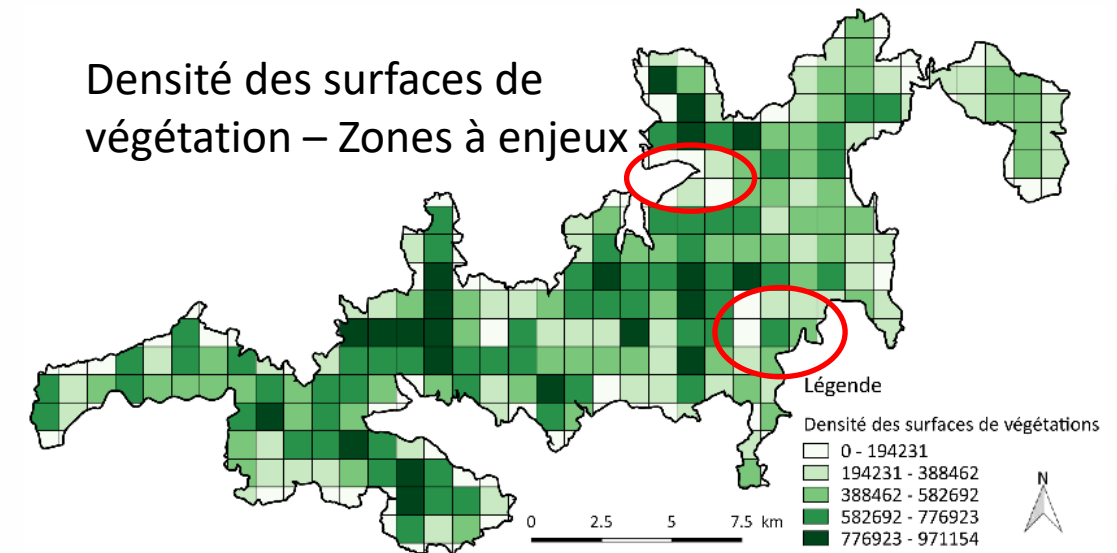 Densité des surfaces de
végétation – Zones à enjeux
Légende
Densité des surfaces de végétations
0 - 194231
194231 - 388462
388462 - 582692
582692 - 776923
776923 - 971154
N
0 2.5 5 7.5 km